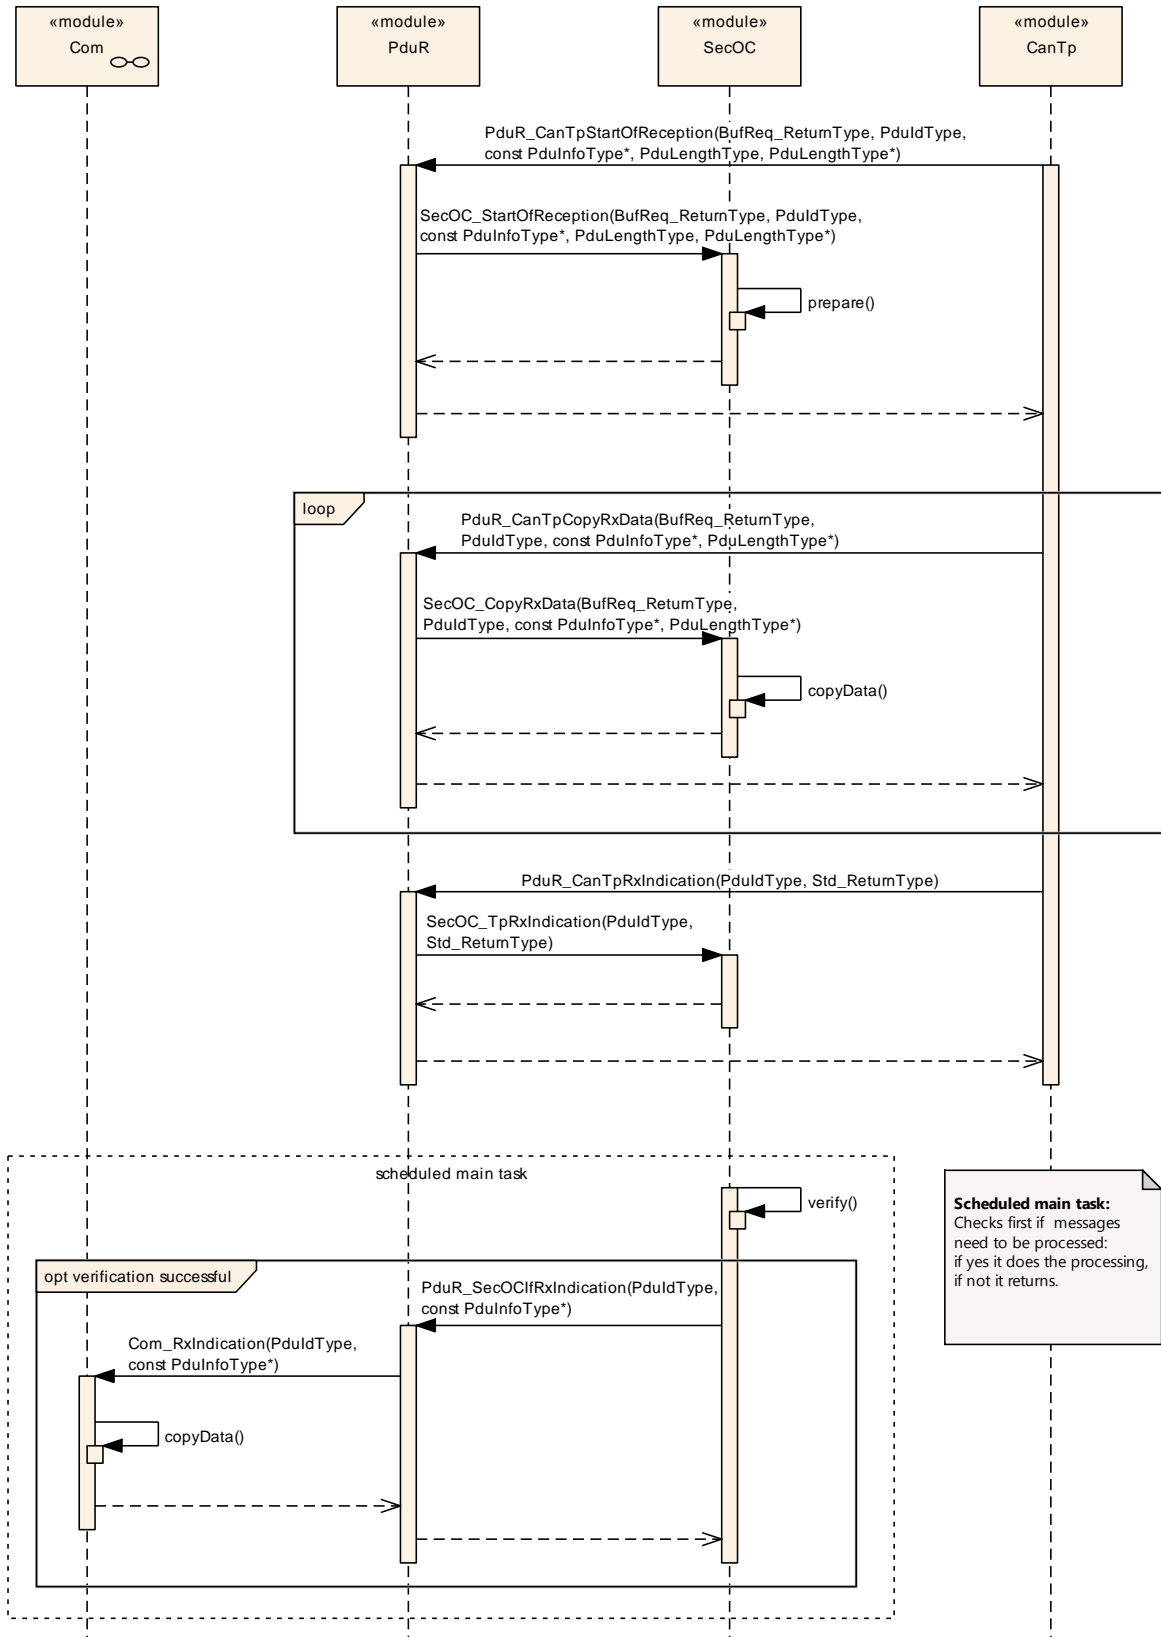 «module»
Com
«module»
PduR
«module»
SecOC
«module»
CanTp
PduR_CanTpStartOfReception(BufReq_ReturnType, PduIdType,
const PduInfoType*, PduLengthType, PduLengthType*)
SecOC_StartOfReception(BufReq_ReturnType, PduIdType,
const PduInfoType*, PduLengthType, PduLengthType*)
prepare()
loop
PduR_CanTpCopyRxData(BufReq_ReturnType,
PduIdType, const PduInfoType*, PduLengthType*)
SecOC_CopyRxData(BufReq_ReturnType,
PduIdType, const PduInfoType*, PduLengthType*)
copyData()
PduR_CanTpRxIndication(PduIdType, Std_ReturnType)
SecOC_TpRxIndication(PduIdType,
Std_ReturnType)
scheduled main task
verify()
Scheduled main task:
Checks first if messages
need to be processed:
if yes it does the processing,
if not it returns.
opt verification successful
PduR_SecOCIfRxIndication(PduIdType,
const PduInfoType*)
Com_RxIndication(PduIdType,
const PduInfoType*)
copyData()